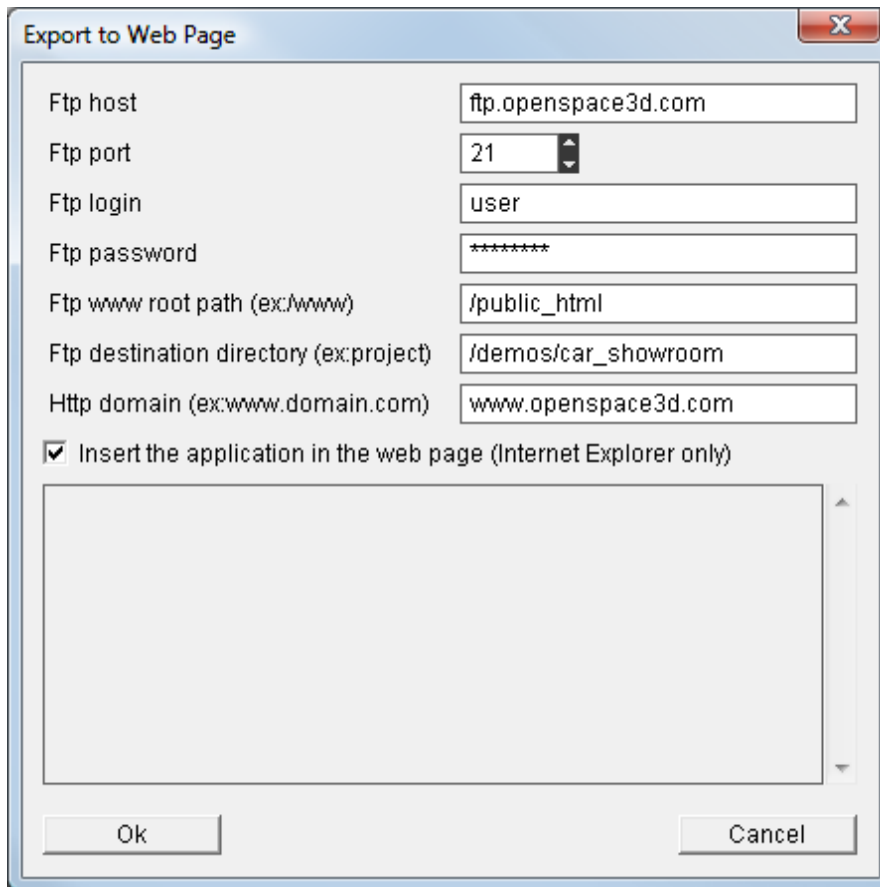 Export to Web Page
Ftp host ftp.openspace3d.com
Ftp port 21
Ftp login user
Ftp password ********
Ftp www root path (ex:/www) /public_html
Ftp destination directory (ex:project) /demos/car_showroom
Http domain (ex:www.domain.com) www.openspace3d.com
Insert the application in the web page (Internet Explorer only)
Ok Cancel